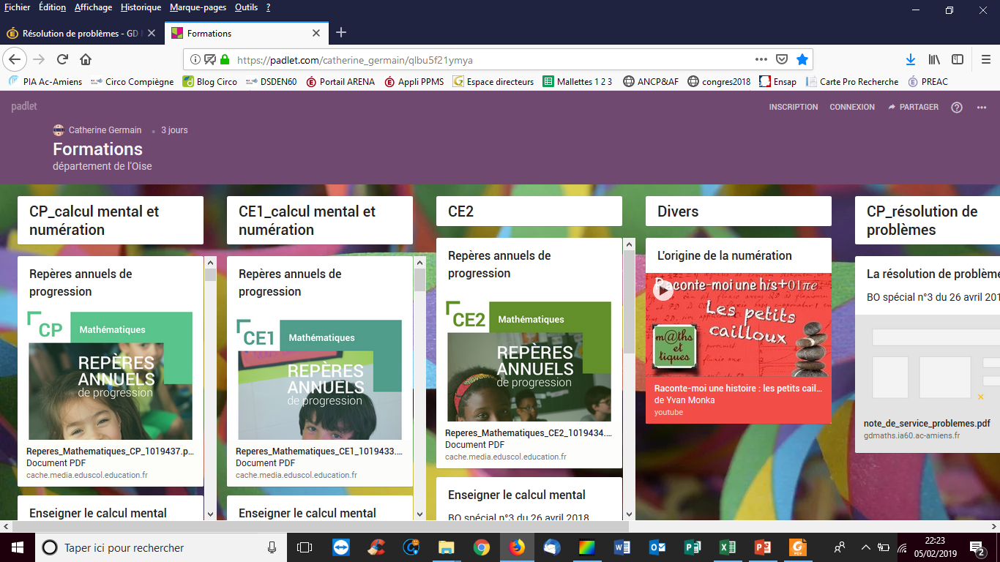 Fichier Édition Affichage Historique Marque-pages Outils ?
Résolution de problèmes - GD
Formations
https://padlet.com/catherine_germain/qlbu5f21ymya
PIA Ac-Amiens Circo Compiègne Blog Circo DSDEN60 Portail ARENA Appli PPMS Espace directeurs Mallettes 1 2 3 ANCP&AF congres2018 Ensap Carte Pro Recherche PREAC
padlet
INSCRIPTION CONNEXION PARTAGER
Catherine Germain 3 jours
Formations
département de l'Oise
CP_calcul mental et
numération
Repères annuels de
progression
CP Mathématiques
REPÈRES
ANNUELS
de progression
Reperes_Mathematiques_CP_1019437.p...
Document PDF
cache.media.eduscol.education.fr
Enseigner le calcul mental
CE1_calcul mental et
numération
Repères annuels de
progression
CE1 Mathématiques
REPÈRES
ANNUELS
de progression
Reperes_Mathematiques_CE1_1019433....
Document PDF
cache.media.eduscol.education.fr
Enseigner le calcul mental
CE2
Repères annuels de
progression
CE2 Mathématiques
REPÈRES
ANNUELS
de progression
Reperes_Mathematiques_CE2_1019434....
Document PDF
cache.media.eduscol.education.fr
Enseigner le calcul mental
BO spécial n°3 du 26 avril 2018
Divers
L'origine de la numération
Raconte-moi une his+01πe
Les petits
cailloux
m@ths
et
tiques
Raconte-moi une histoire : les petits cail...
de Yvan Monka
youtube
CP_résolution de
problèmes
La résolution de problème
BO spécial n°3 du 26 avril 201
note_de_service_problemes.pdf
gdmaths.ia60.ac-amiens.fr
Taper ici pour rechercher
22:23
05/02/2019
2